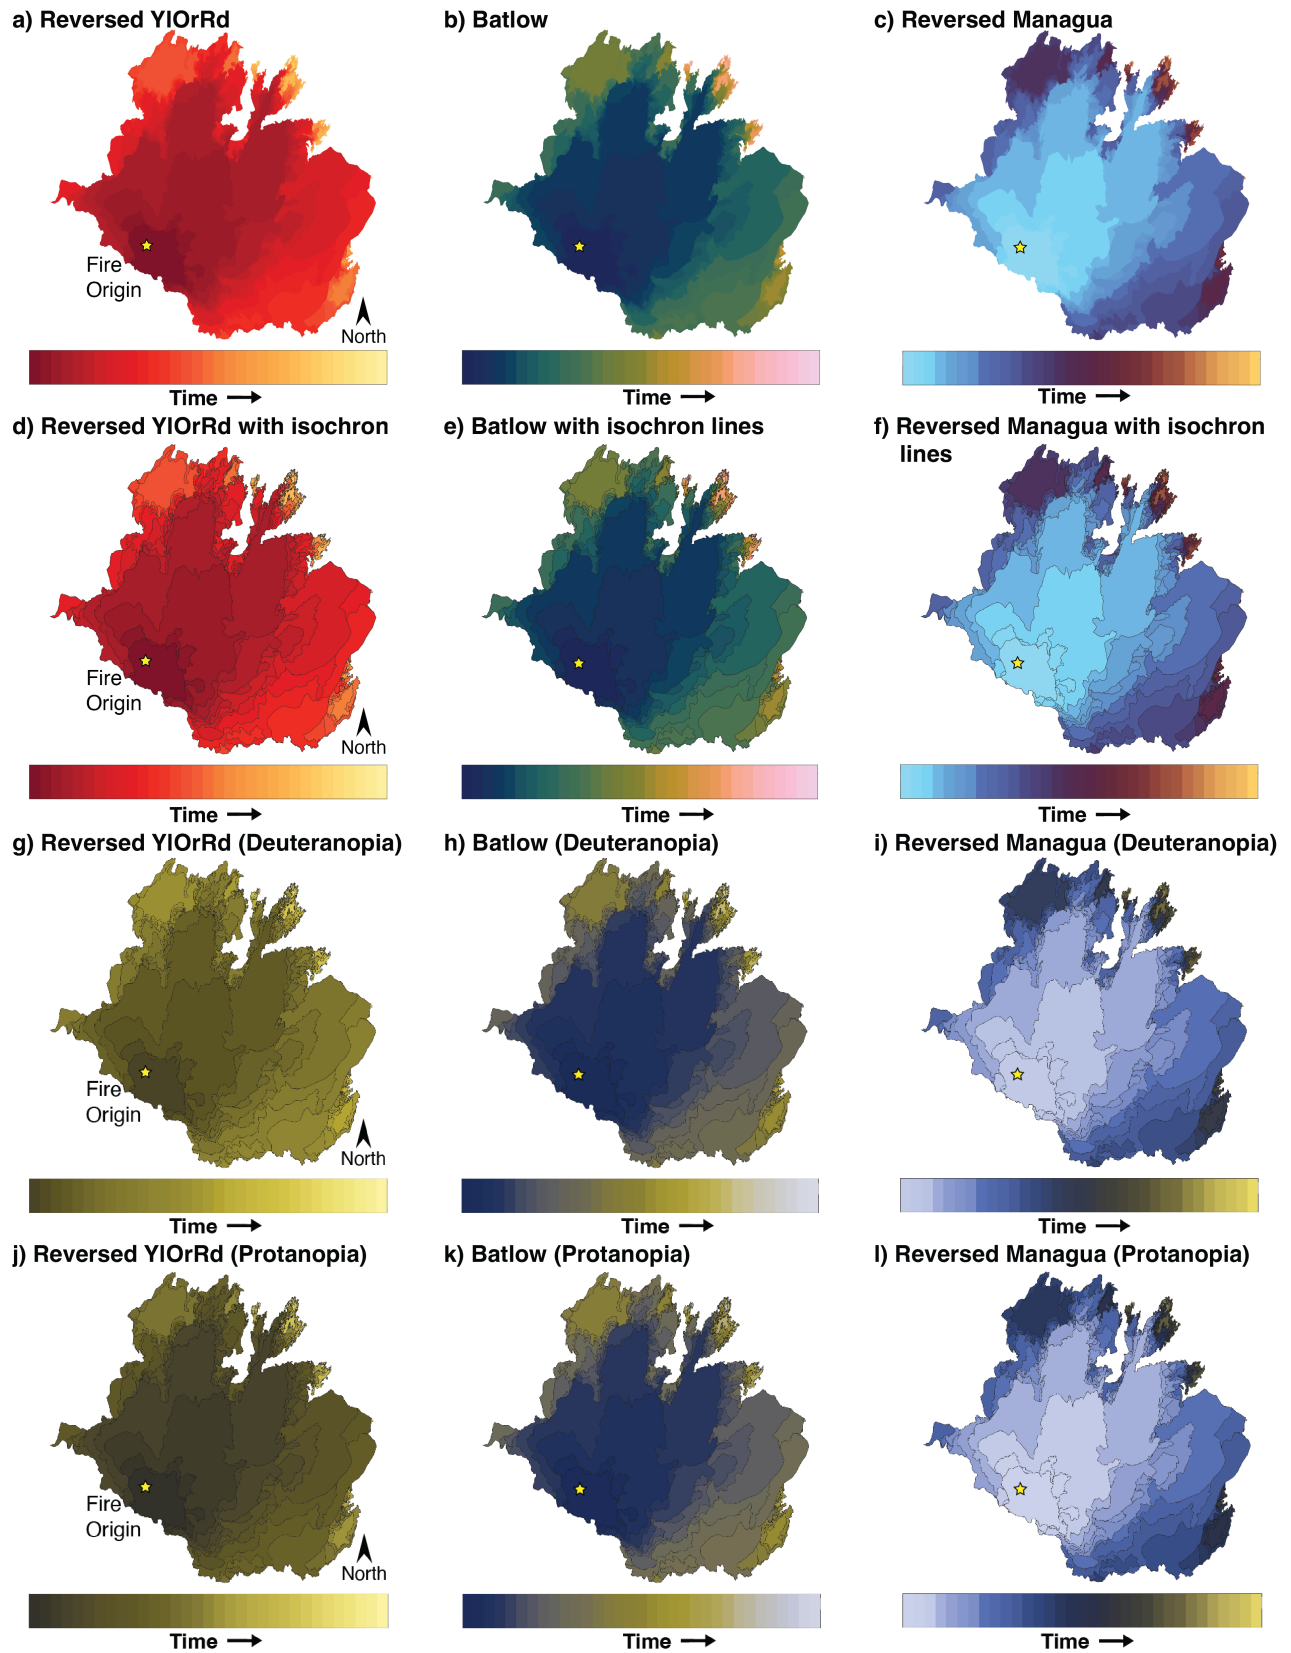 a) Reversed YlOrRd
b) Batlow
c) Reversed Managua
Fire
Origin
North
Time
Time
Time
d) Reversed YlOrRd with isochron
e) Batlow with isochron lines
f) Reversed Managua with isochron
lines
Fire
Origin
North
Time
Time
Time
g) Reversed YlOrRd (Deuteranopia)
h) Batlow (Deuteranopia)
i) Reversed Managua (Deuteranopia)
Fire
Origin
North
Time
Time
Time
j) Reversed YlOrRd (Protanopia)
k) Batlow (Protanopia)
l) Reversed Managua (Protanopia)
Fire
Origin
North
Time
Time
Time